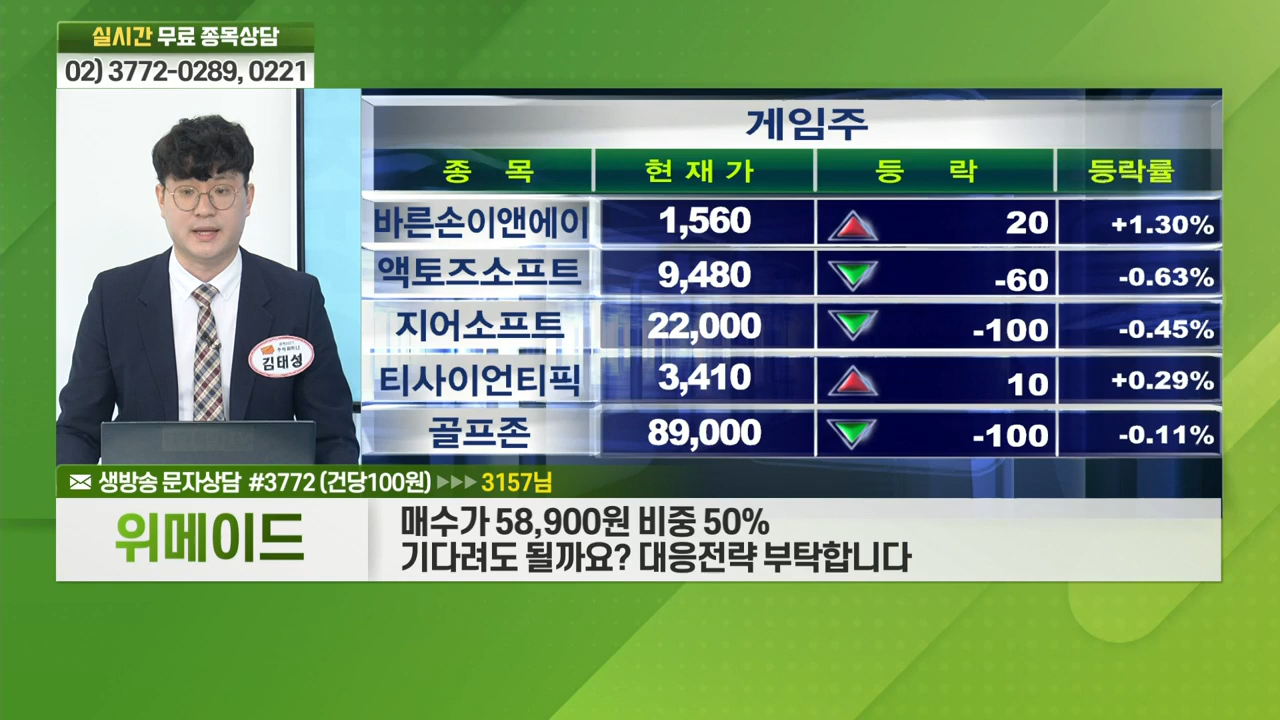 실시간 무료 종목상담
02) 3772-0289, 0221
게임주
종 목 현 재 가 등 락 등락률
바른손이앤에이 1,560 20 +1.30%
액토즈소프트 9,480 -60 -0.63%
지어소프트 22,000 -100 -0.45%
티사이언티픽 3,410 10 +0.29%
골프존 89,000 -100 -0.11%
김태성
생방송 문자상담 #3772 (건당100원) ▶▶▶ 3157님
위메이드
매수가 58,900원 비중 50%
기다려도 될까요? 대응전략 부탁합니다